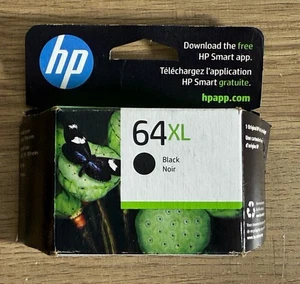 hp
Download the free
HP Smart app.
Téléchargez l'application
HP Smart gratuite.
hpapp.com
64XL
Black
Noir